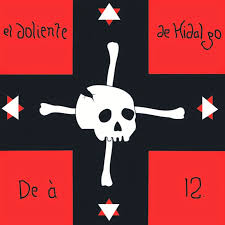 el doliente de Hidalgo
De à 12